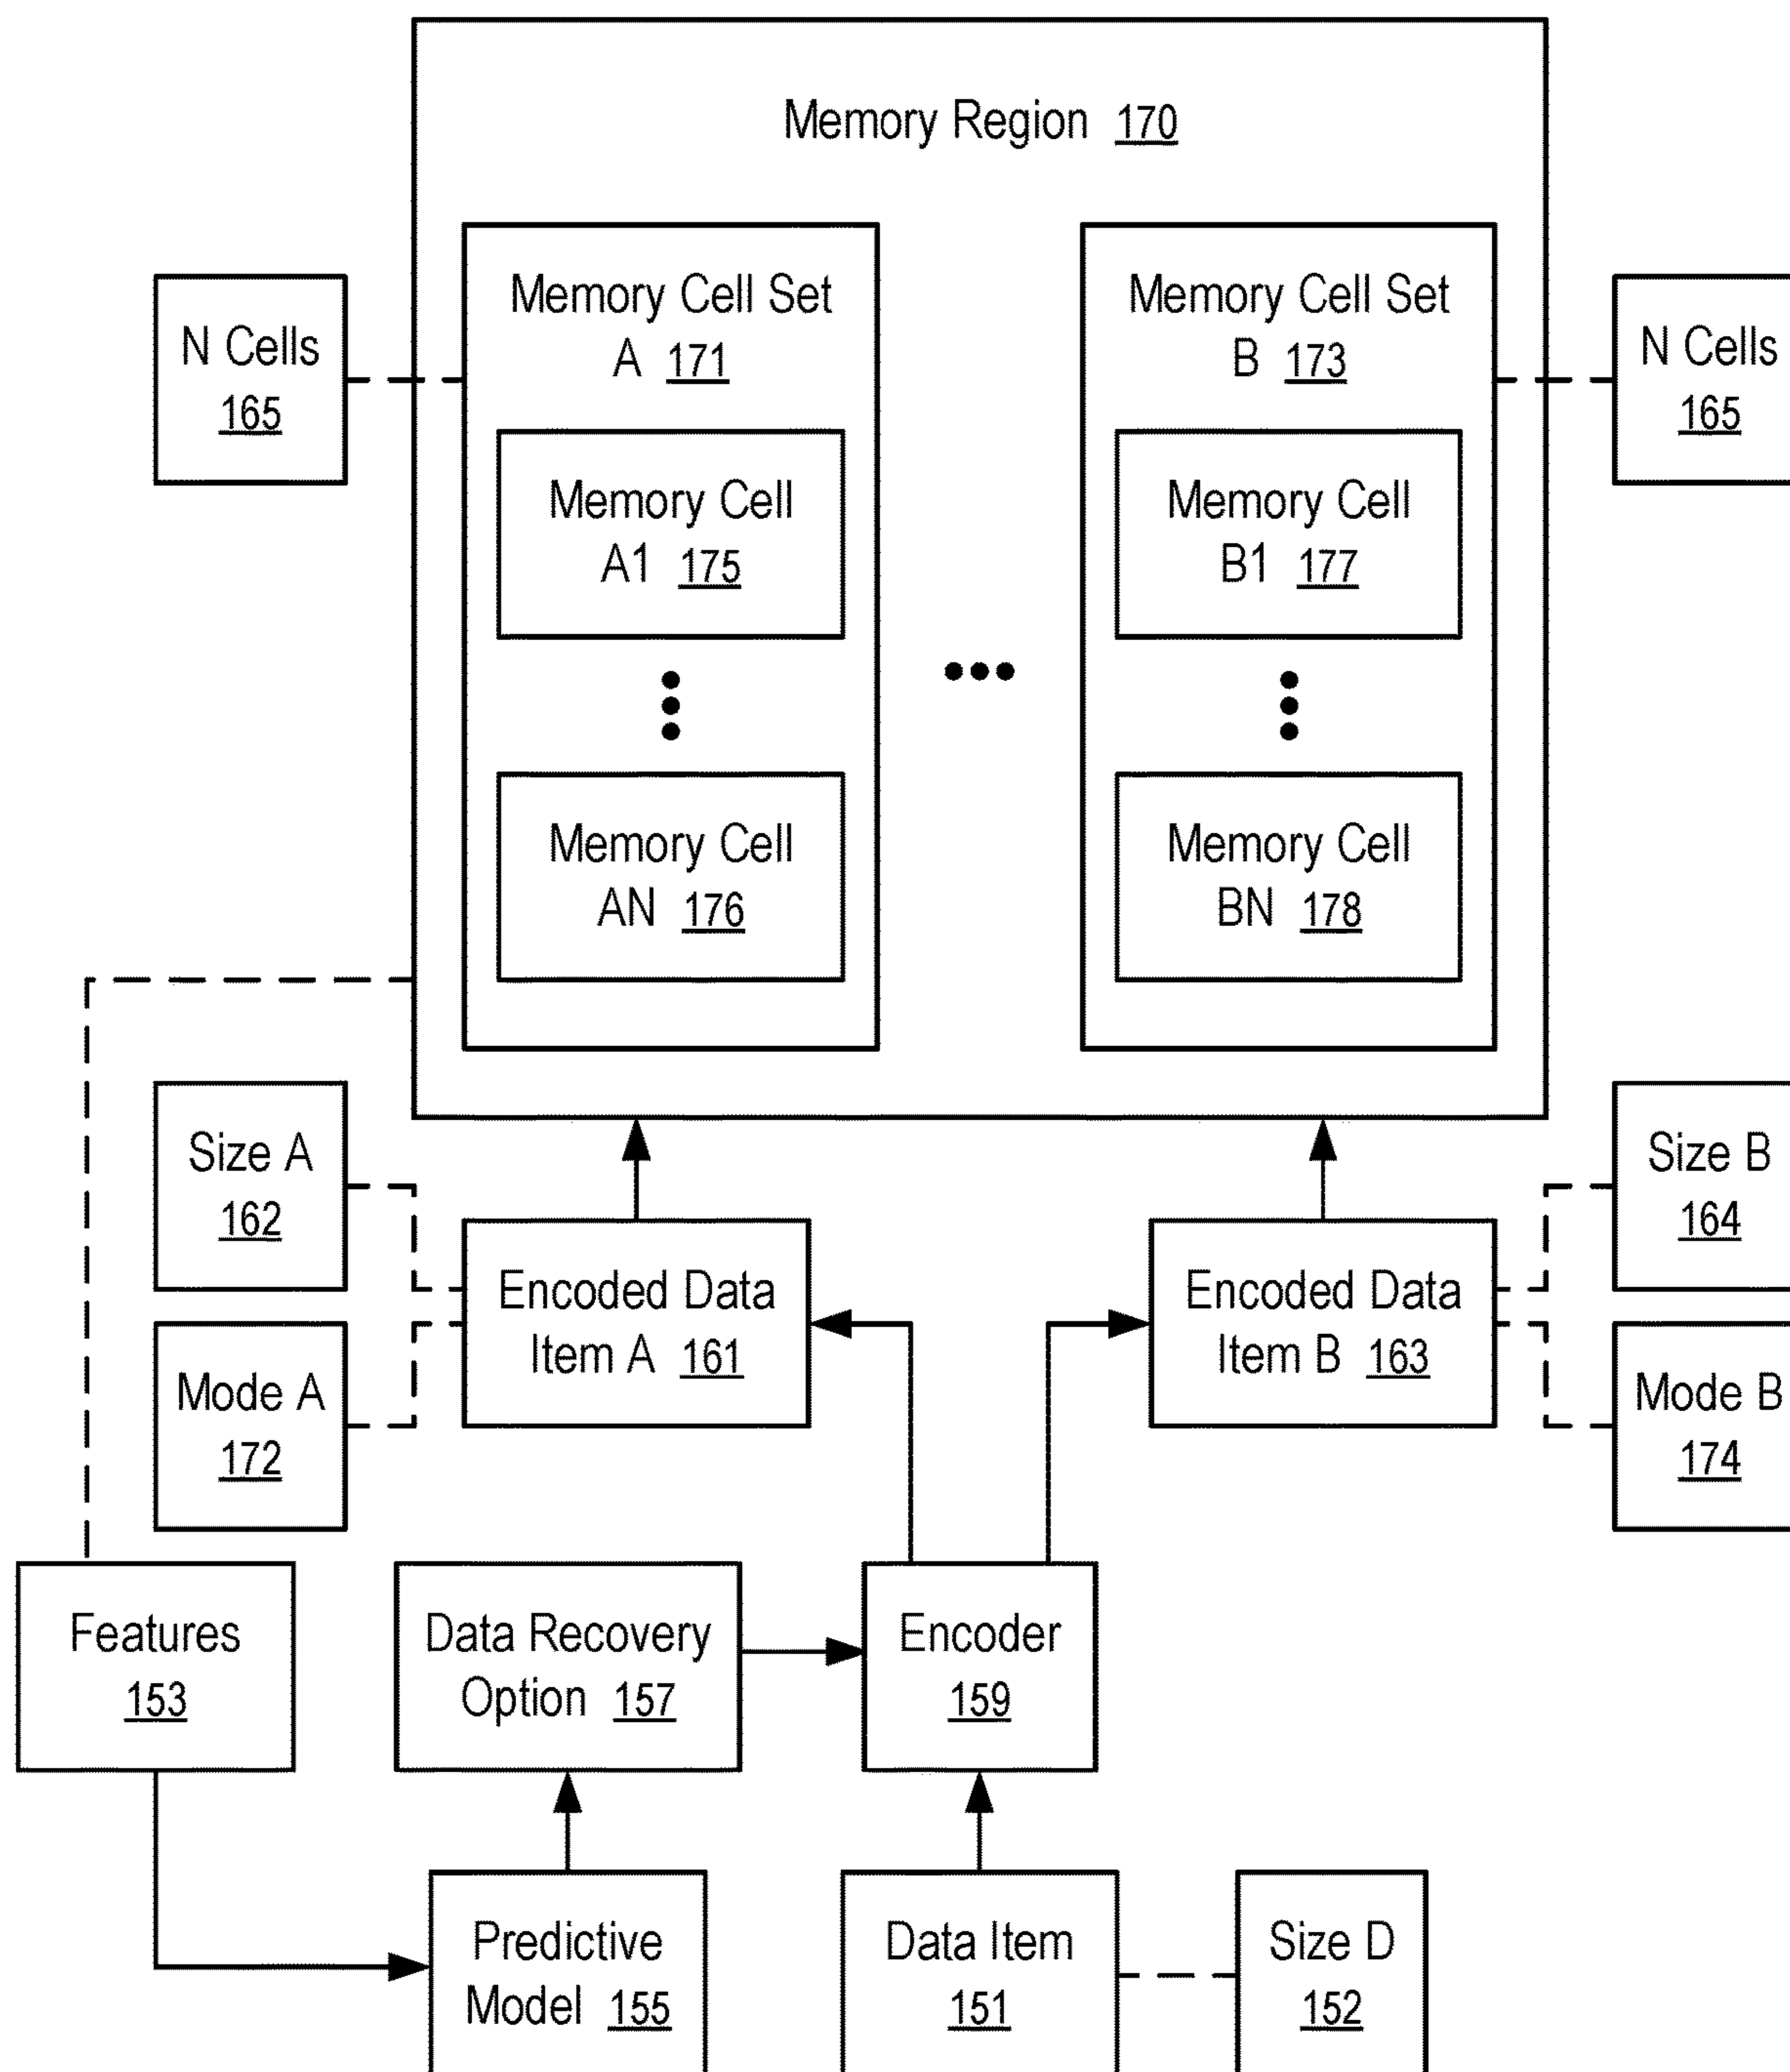 Memory Region 170
N Cells
165
Memory Cell Set
A 171
Memory Cell
A1 175
Memory Cell
AN 176
Memory Cell Set
B 173
Memory Cell
B1 177
Memory Cell
BN 178
N Cells
165
Size A
162
Mode A
172
Encoded Data
Item A 161
Encoded Data
Item B 163
Size B
164
Mode B
174
Features
153
Data Recovery
Option 157
Encoder
159
Predictive
Model 155
Data Item
151
Size D
152